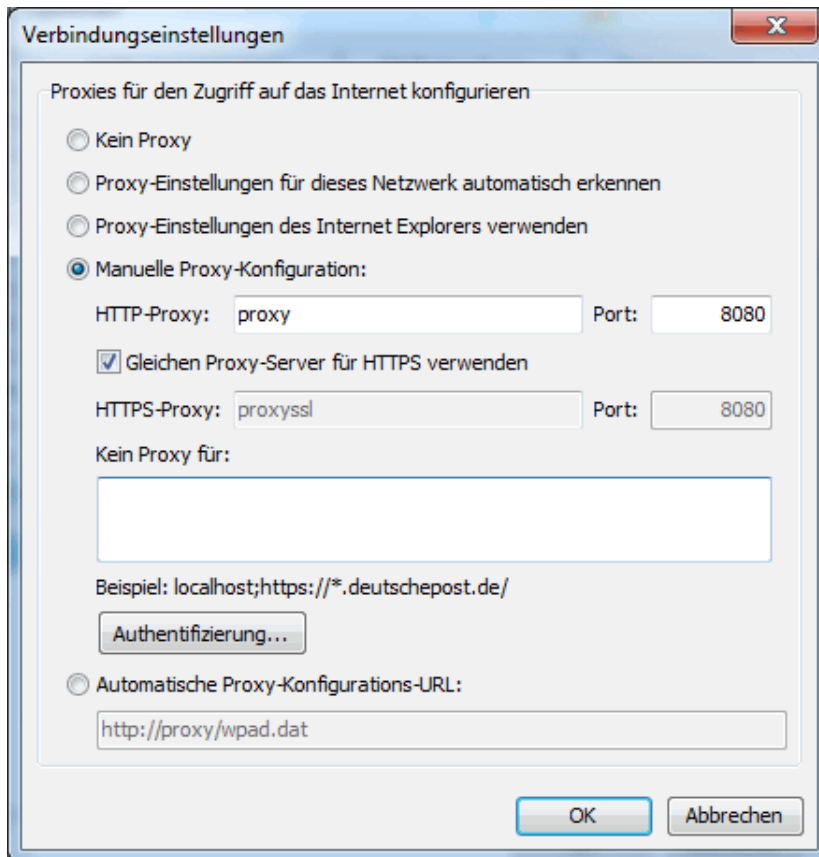 Verbindungseinstellungen
Proxies für den Zugriff auf das Internet konfigurieren
Kein Proxy
Proxy-Einstellungen für dieses Netzwerk automatisch erkennen
Proxy-Einstellungen des Internet Explorers verwenden
Manuelle Proxy-Konfiguration:
HTTP-Proxy: proxy Port: 8080
Gleichen Proxy-Server für HTTPS verwenden
HTTPS-Proxy: proxyssl Port: 8080
Kein Proxy für:
Beispiel: localhost;https://*.deutschepost.de/
Authentifizierung...
Automatische Proxy-Konfigurations-URL:
http://proxy/wpad.dat
OK Abbrechen